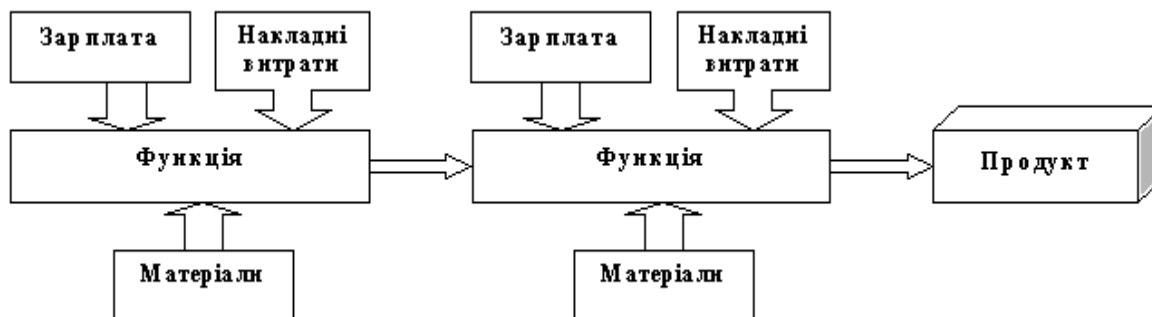 Зарплата
Накладні
витрати
Зарплата
Накладні
витрати
Функція
Функція
Продукт
Матеріали
Матеріали